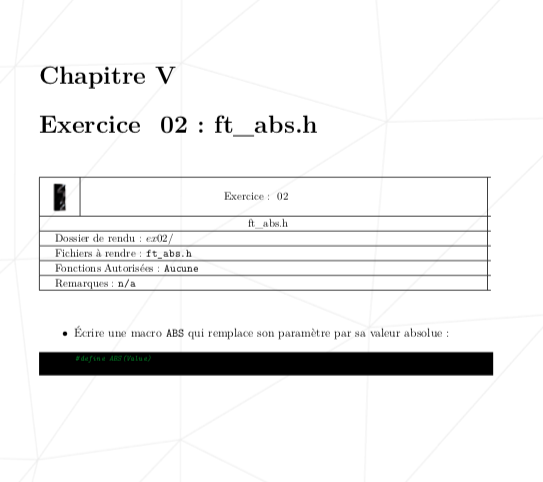 Chapitre V
Exercice 02 : ft_abs.h
Exercice : 02
ft_abs.h
Dossier de rendu : ex02/
Fichiers à rendre : ft_abs.h
Fonctions Autorisées : Aucune
Remarques : n/a
• Écrire une macro ABS qui remplace son paramètre par sa valeur absolue :
#define ABS(Value)